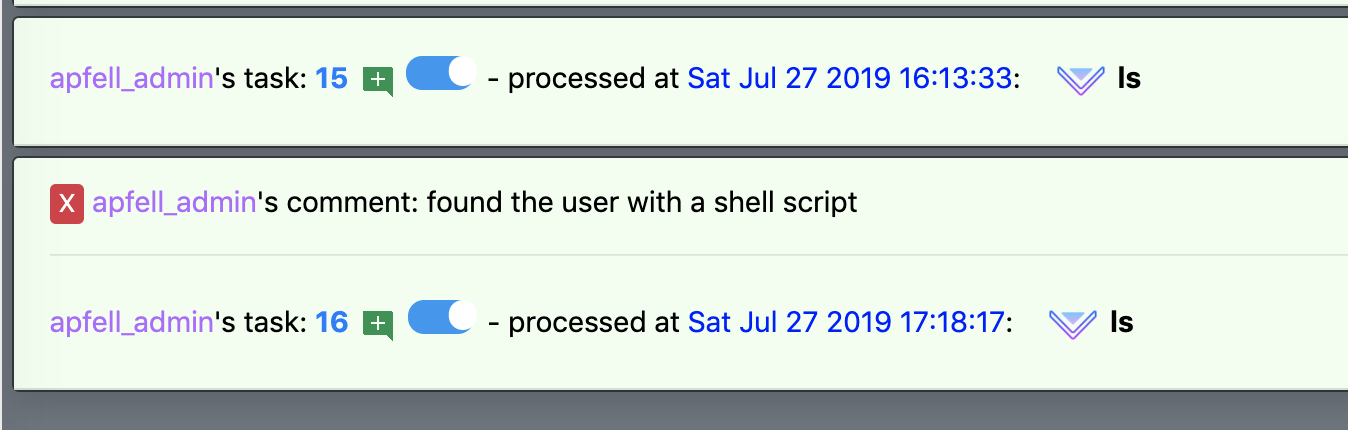 apfell_admin's task: 15 - processed at Sat Jul 27 2019 16:13:33: ls
X apfell_admin's comment: found the user with a shell script
apfell_admin's task: 16 - processed at Sat Jul 27 2019 17:18:17: ls